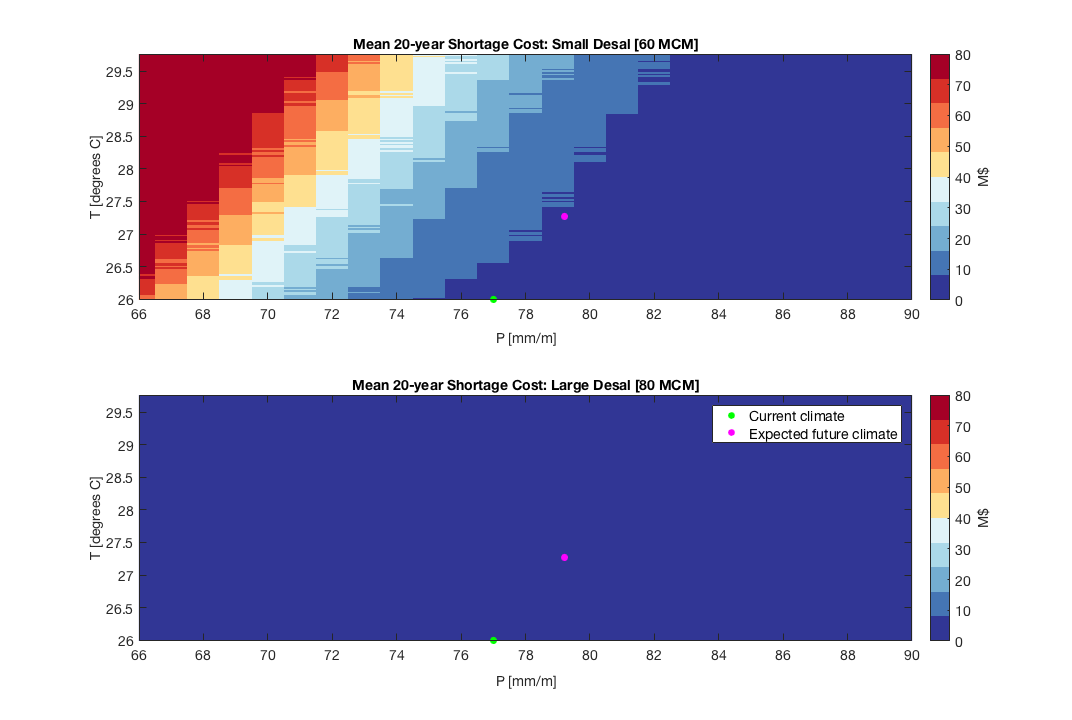 Mean 20-year Shortage Cost: Small Desal [60 MCM]
29.5
29
28.5
28
27.5
27
26.5
26
T [degrees C]
66 68 70 72 74 76 78 80 82 84 86 88 90
P [mm/m]
80
70
60
50
40
30
20
10
0
M$
Mean 20-year Shortage Cost: Large Desal [80 MCM]
Current climate
Expected future climate
29.5
29
28.5
28
27.5
27
26.5
26
T [degrees C]
66 68 70 72 74 76 78 80 82 84 86 88 90
P [mm/m]
80
70
60
50
40
30
20
10
0
M$